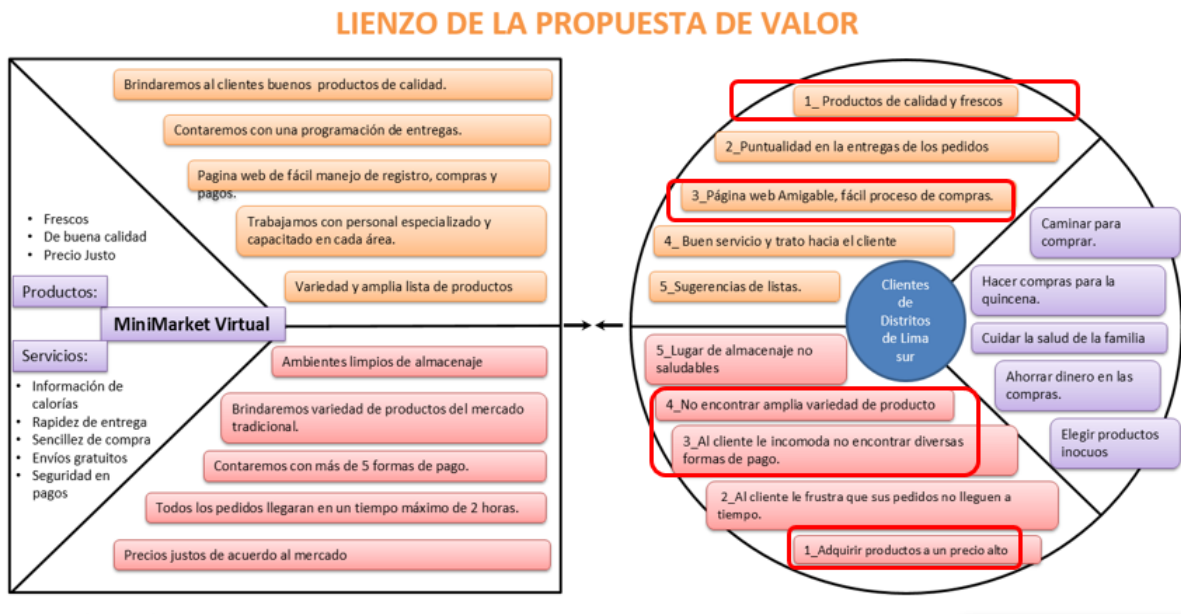 LIENZO DE LA PROPUESTA DE VALOR
Brindaremos al clientes buenos productos de calidad.
Contaremos con una programación de entregas.
Pagina web de fácil manejo de registro, compras y
pagos.
Trabajamos con personal especializado y
capacitado en cada área.
Variedad y amplia lista de productos
• Frescos
• De buena calidad
• Precio Justo
Productos:
MiniMarket Virtual
Servicios:
• Información de
calorías
• Rapidez de entrega
• Sencillez de compra
• Envíos gratuitos
• Seguridad en
pagos
Ambientes limpios de almacenaje
Brindaremos variedad de productos del mercado
tradicional.
Contaremos con más de 5 formas de pago.
Todos los pedidos llegaran en un tiempo máximo de 2 horas.
Precios justos de acuerdo al mercado
1_ Productos de calidad y frescos
2_Puntualidad en la entregas de los pedidos
3_Página web Amigable, fácil proceso de compras.
4_ Buen servicio y trato hacia el cliente
5_Sugerencias de listas.
Clientes
de
Distritos
de Lima
sur
5_Lugar de almacenaje no
saludables
4_No encontrar amplia variedad de producto
3_Al cliente le incomoda no encontrar diversas
formas de pago.
2_Al cliente le frustra que sus pedidos no lleguen a
tiempo.
1_Adquirir productos a un precio alto
Caminar para
comprar.
Hacer compras para la
quincena.
Cuidar la salud de la familia
Ahorrar dinero en las
compras.
Elegir productos
inocuos